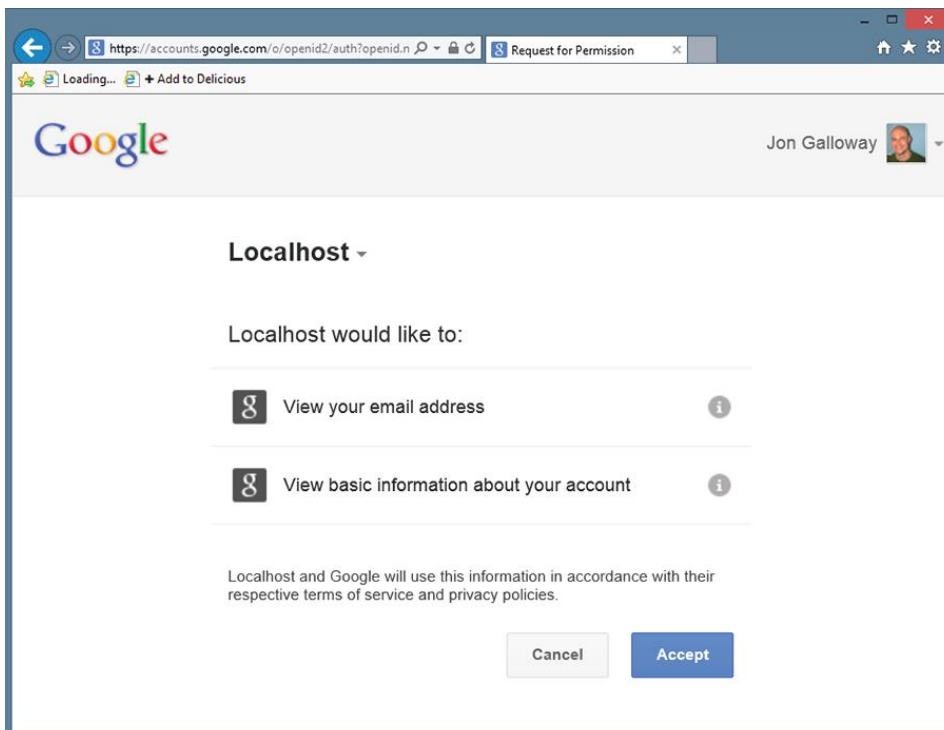 https://accounts.google.com/o/openid2/auth?openid.n
Request for Permission
Loading...
+ Add to Delicious
Google
Jon Galloway
Localhost
Localhost would like to:
g View your email address i
g View basic information about your account i
Localhost and Google will use this information in accordance with their
respective terms of service and privacy policies.
Cancel
Accept